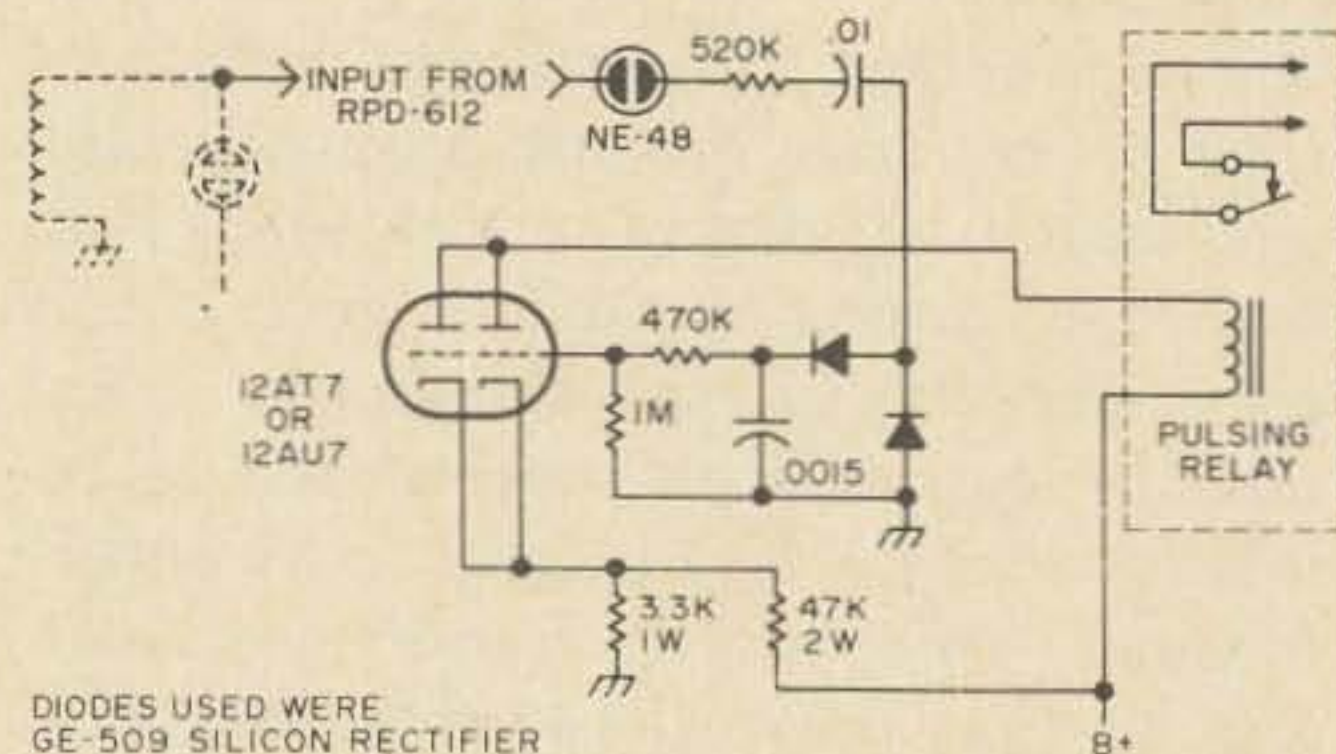 .01
520K
INPUT FROM
RPD-612
NE-48
470K
12AT7
OR
12AU7
1M
.0015
PULSING
RELAY
3.3K
1W
47K
2W
DIODES USED WERE
GE-509 SILICON RECTIFIER
B+